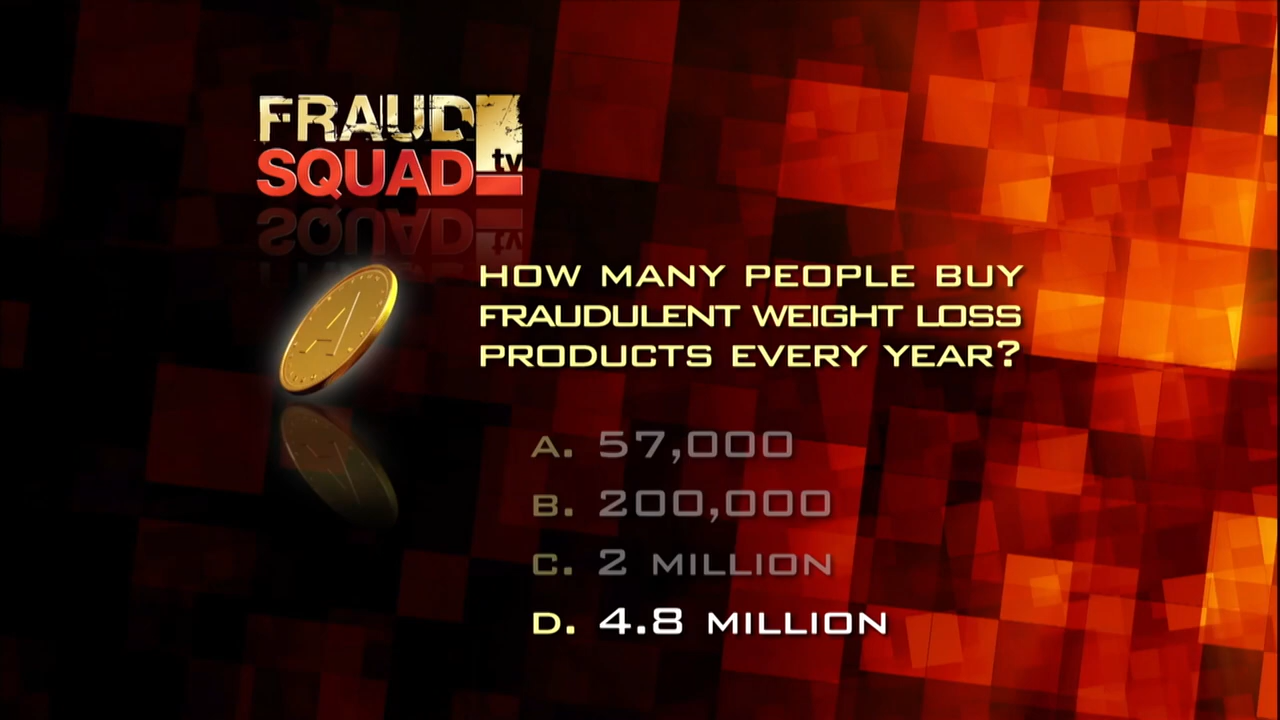 FRAUD
SQUAD tv
HOW MANY PEOPLE BUY
FRAUDULENT WEIGHT LOSS
PRODUCTS EVERY YEAR?
A. 57,000
B. 200,000
C. 2 MILLION
D. 4.8 MILLION